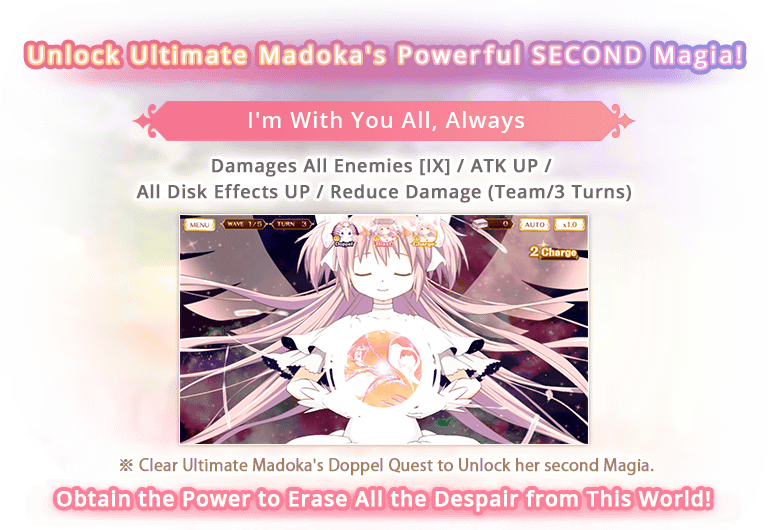 Unlock Ultimate Madoka's Powerful SECOND Magia!
I'm With You All, Always
Damages All Enemies [IX] / ATK UP /
All Disk Effects UP / Reduce Damage (Team/3 Turns)
MENU WAVE 1/5 TURN 3 0 AUTO x1.0
Doppel Blast Charge
2 Charge
※ Clear Ultimate Madoka's Doppel Quest to Unlock her second Magia.
Obtain the Power to Erase All the Despair from This World!